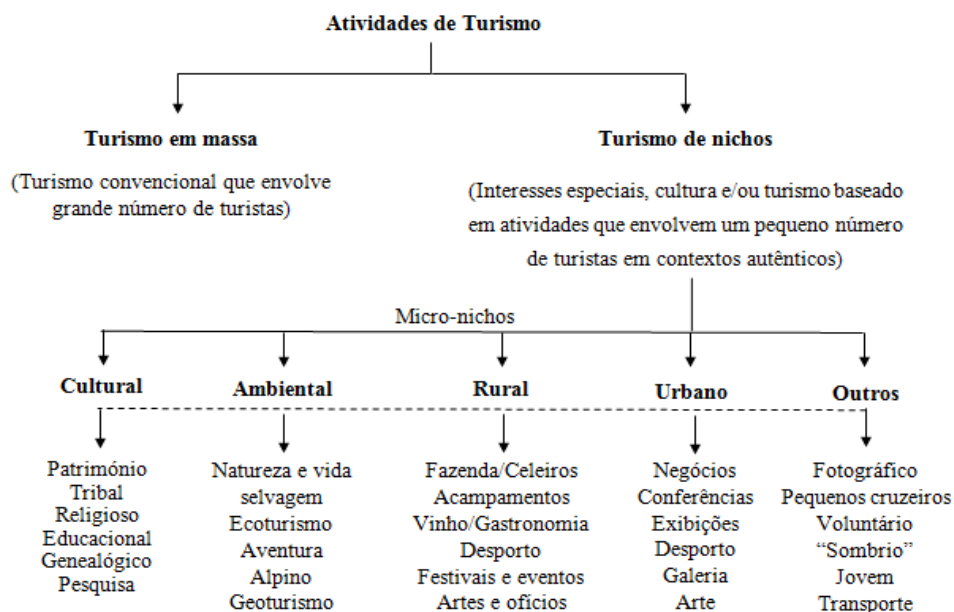 Atividades de Turismo
Turismo em massa
(Turismo convencional que envolve
grande número de turistas)
Turismo de nichos
(Interesses especiais, cultura e/ou turismo baseado
em atividades que envolvem um pequeno número
de turistas em contextos autênticos)
Micro-nichos
Cultural
Património
Tribal
Religioso
Educacional
Genealógico
Pesquisa
Ambiental
Natureza e vida
selvagem
Ecoturismo
Aventura
Alpino
Geoturismo
Rural
Fazenda/Celeiros
Acampamentos
Vinho/Gastronomia
Desporto
Festivais e eventos
Artes e ofícios
Urbano
Negócios
Conferências
Exibições
Desporto
Galeria
Arte
Outros
Fotográfico
Pequenos cruzeiros
Voluntário
“Sombrio”
Jovem
Transporte